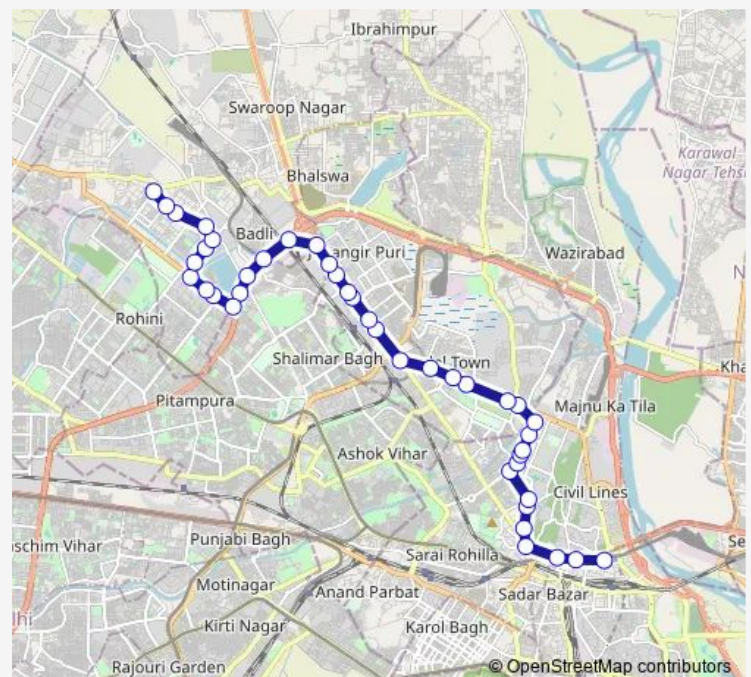 Ibrahimpur
Swaroop Nagar
Karawal
Nagar Tehsi
Bhalswa
Badli
angir Puri
Wazirabad
Rohini
Shalimar Bagh
Town
Kha
Pitampura
Majnu Ka Tila
Ashok Vihar
Civil Lines
aschim Vihar
Punjabi Bagh
Sarai Rohilla
Se
Motinagar
Anand Parbat
Sadar Bazar
Kirti Nagar
Karol Bagh
Rajouri Garden
© OpenStreetMap contributors